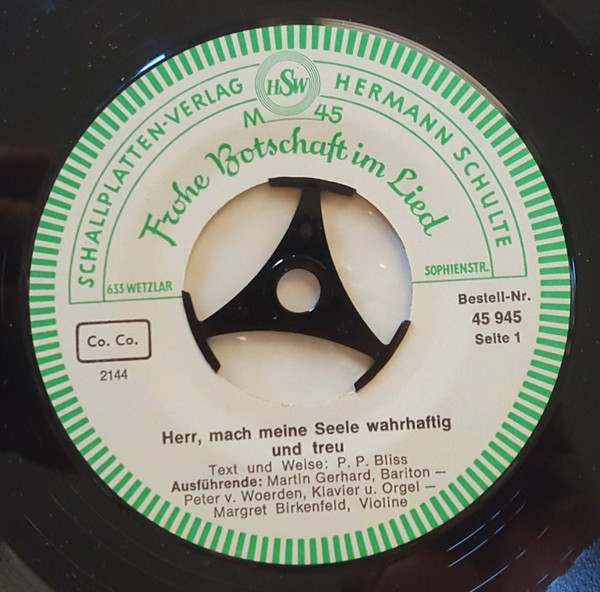 SCHALLPLATTEN-VERLAG HSW HERMANN SCHULTE
M 45
Frohe Botschaft im Lied
633 WETZLAR
SOPHIENSTR.
Bestell-Nr.
45 945
Seite 1
Co. Co.
2144
Herr, mach meine Seele wahrhaftig
und treu
Text und Weise: P. P. Bliss
Ausführende: Martin Gerhard, Bariton —
Peter v. Woerden, Klavier u. Orgel —
Margret Birkenfeld, Violine